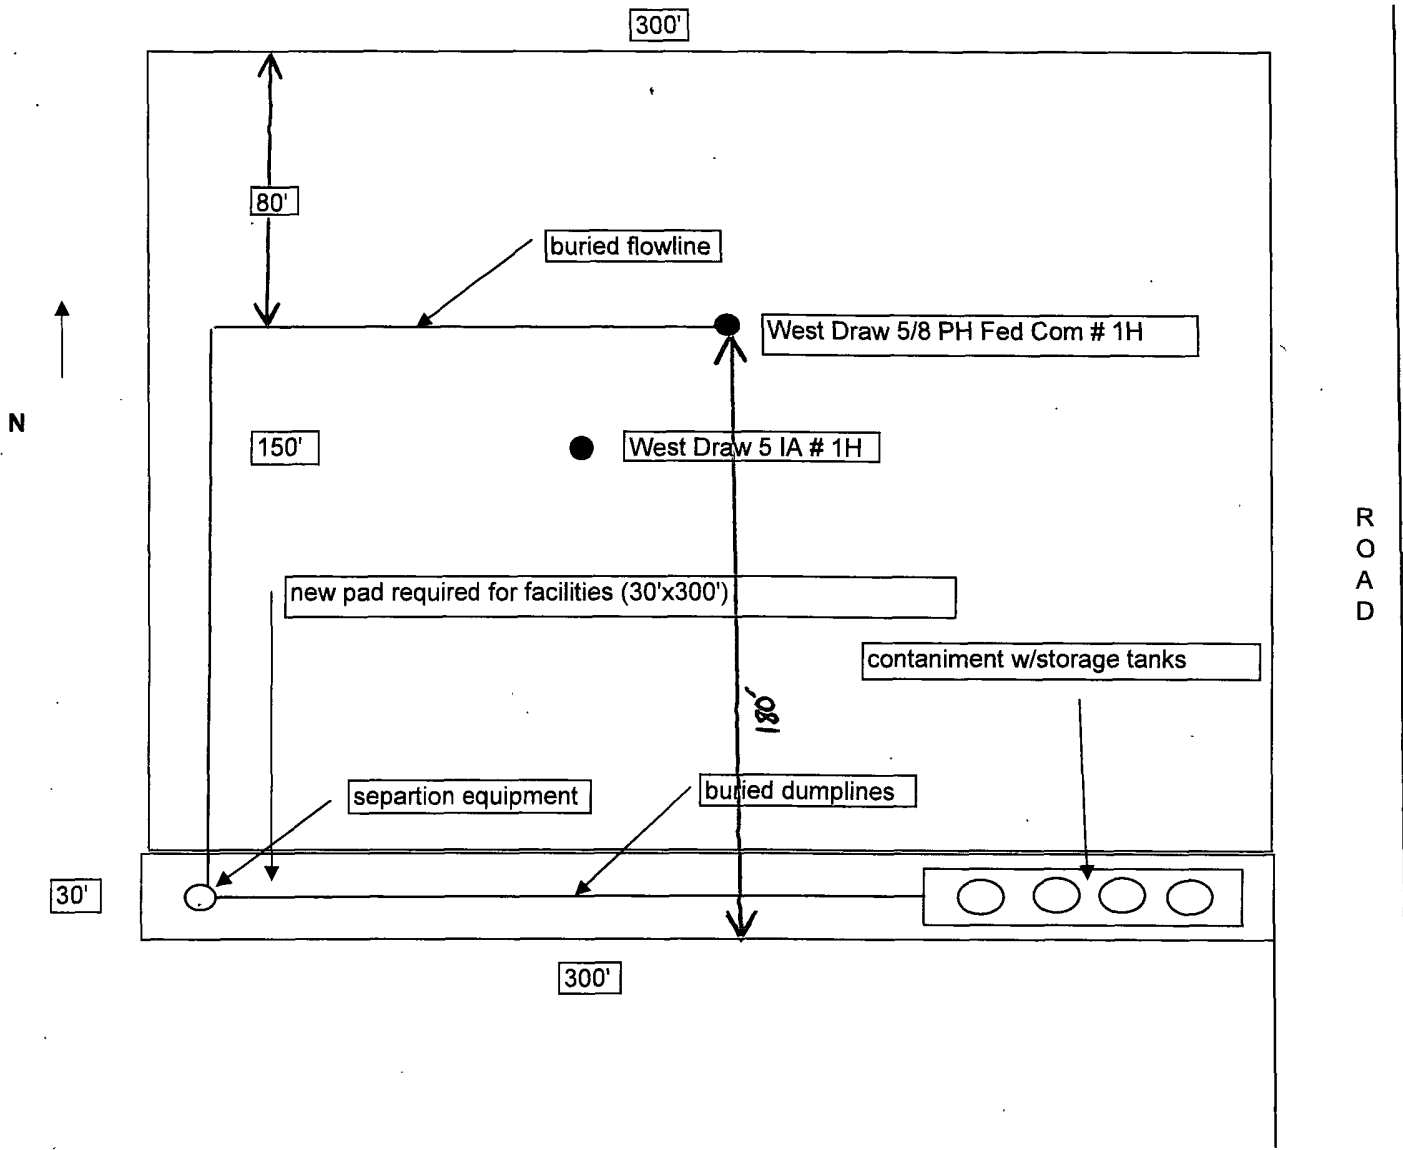 300'
80'
buried flowline
West Draw 5/8 PH Fed Com # 1H
N
150'
West Draw 5 IA # 1H
R
O
A
D
new pad required for facilities (30'x300')
contaniment w/storage tanks
180'
separtion equipment
buried dumplines
30'
300'